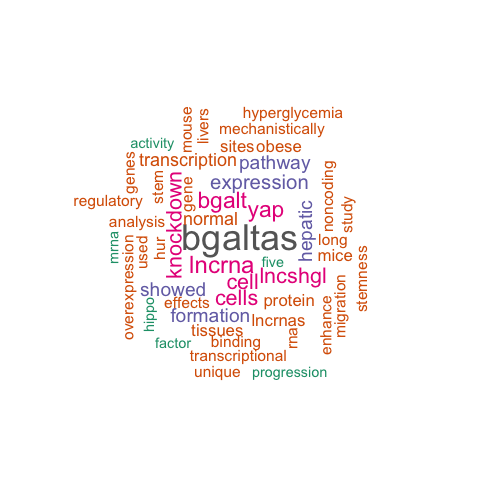 hyperglycemia
mouse
livers
mechanistically
activity
sites obese
transcription pathway
genes
stem
gene
expression
noncoding
regulatory
knockdown
bgalt yap
study
analysis
normal
hepatic
bgaltas
long
mrna
used
hur
lncrna
five
mice
overexpression
cell lncshgl
stemness
showed
cells
protein
migration
hippo
effects
formation
lncrnas
enhance
tissues
rnas
factor
binding
transcriptional
unique
progression